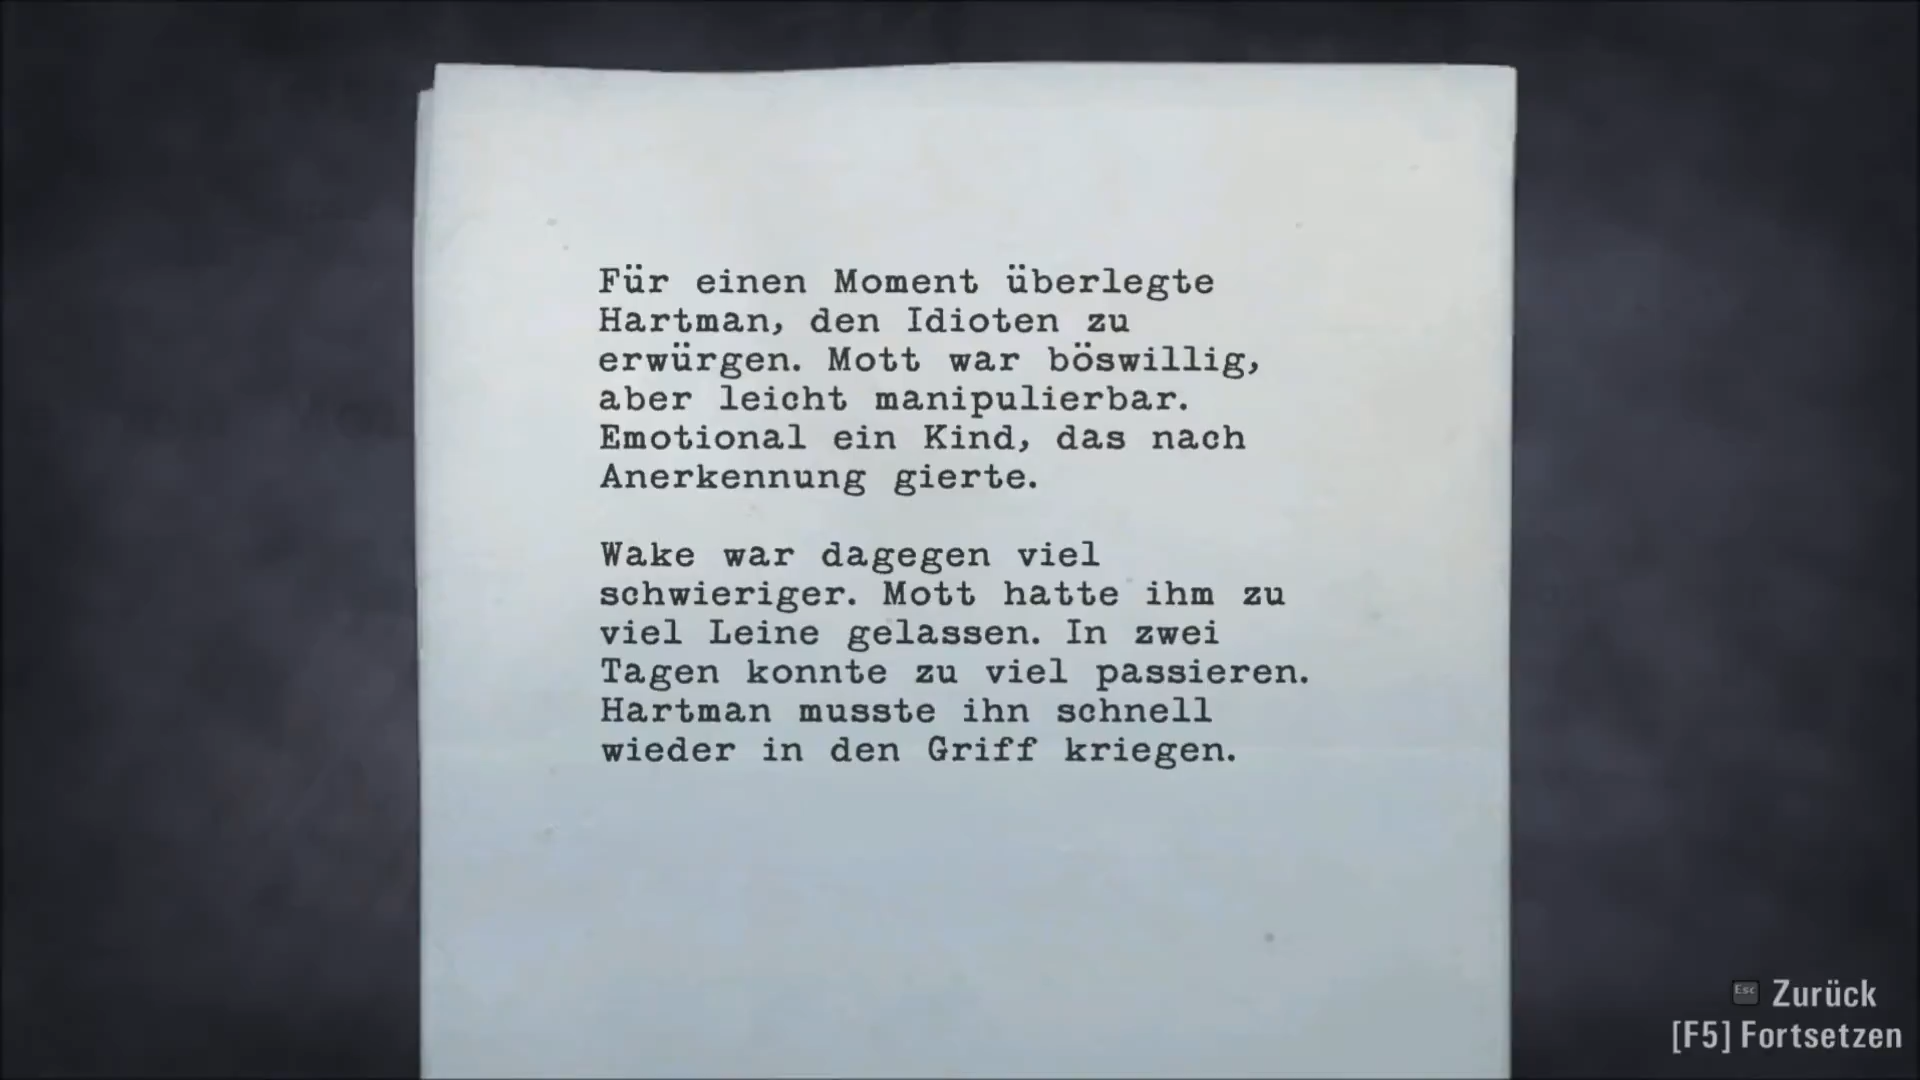 Für einen Moment überlegte
Hartman, den Idioten zu
erwürgen. Mott war böswillig,
aber leicht manipulierbar.
Emotional ein Kind, das nach
Anerkennung gierte.
Wake war dagegen viel
schwieriger. Mott hatte ihm zu
viel Leine gelassen. In zwei
Tagen konnte zu viel passieren.
Hartman musste ihn schnell
wieder in den Griff kriegen.
Esc Zurück
[F5] Fortsetzen